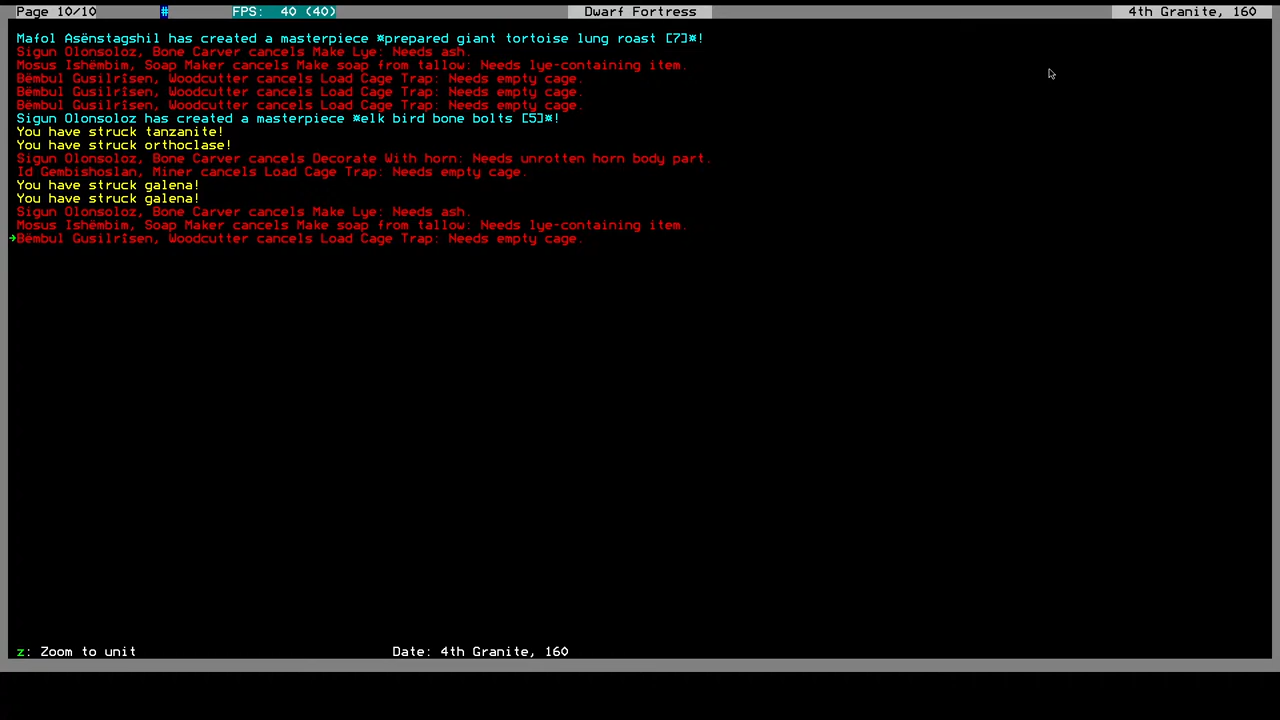 Page 10/10 # FPS: 40 (40) Dwarf Fortress 4th Granite, 160
Mafol Asënstagshil has created a masterpiece *prepared giant tortoise lung roast [7]*!
Sigun Olonsoloz, Bone Carver cancels Make Lye: Needs ash.
Mosus Ishëmbim, Soap Maker cancels Make soap from tallow: Needs lye-containing item.
Bëmbul Gusilrîsen, Woodcutter cancels Load Cage Trap: Needs empty cage.
Bëmbul Gusilrîsen, Woodcutter cancels Load Cage Trap: Needs empty cage.
Bëmbul Gusilrîsen, Woodcutter cancels Load Cage Trap: Needs empty cage.
Sigun Olonsoloz has created a masterpiece *elk bird bone bolts [5]*!
You have struck tanzanite!
You have struck orthoclase!
Sigun Olonsoloz, Bone Carver cancels Decorate With horn: Needs unrotten horn body part.
Id Gembishoslan, Miner cancels Load Cage Trap: Needs empty cage.
You have struck galena!
You have struck galena!
Sigun Olonsoloz, Bone Carver cancels Make Lye: Needs ash.
Mosus Ishëmbim, Soap Maker cancels Make soap from tallow: Needs lye-containing item.
→Bëmbul Gusilrîsen, Woodcutter cancels Load Cage Trap: Needs empty cage.
z: Zoom to unit Date: 4th Granite, 160